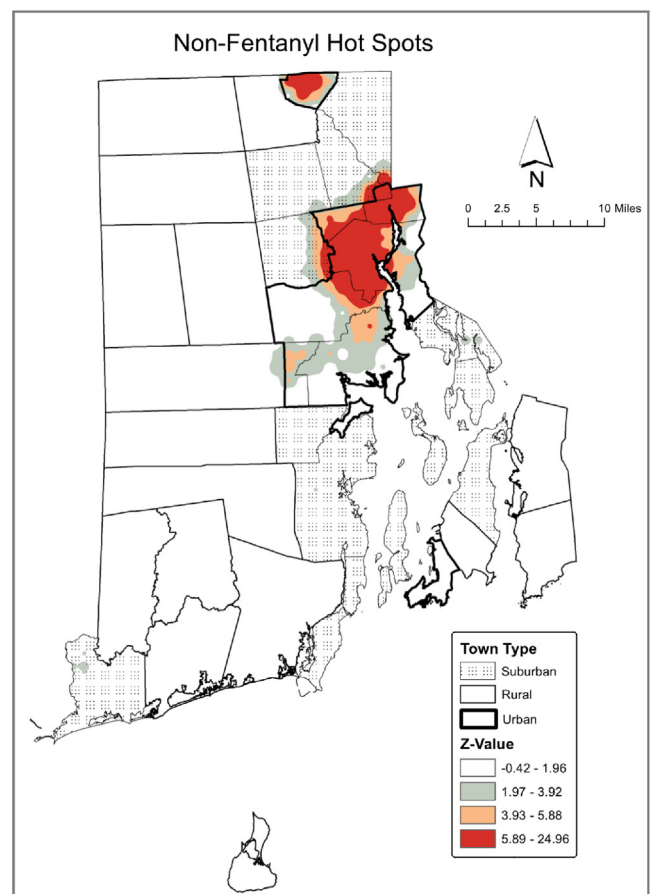 Non-Fentanyl Hot Spots
N
0 2.5 5 10 Miles
Town Type
Suburban
Rural
Urban
Z-Value
-0.42 - 1.96
1.97 - 3.92
3.93 - 5.88
5.89 - 24.96